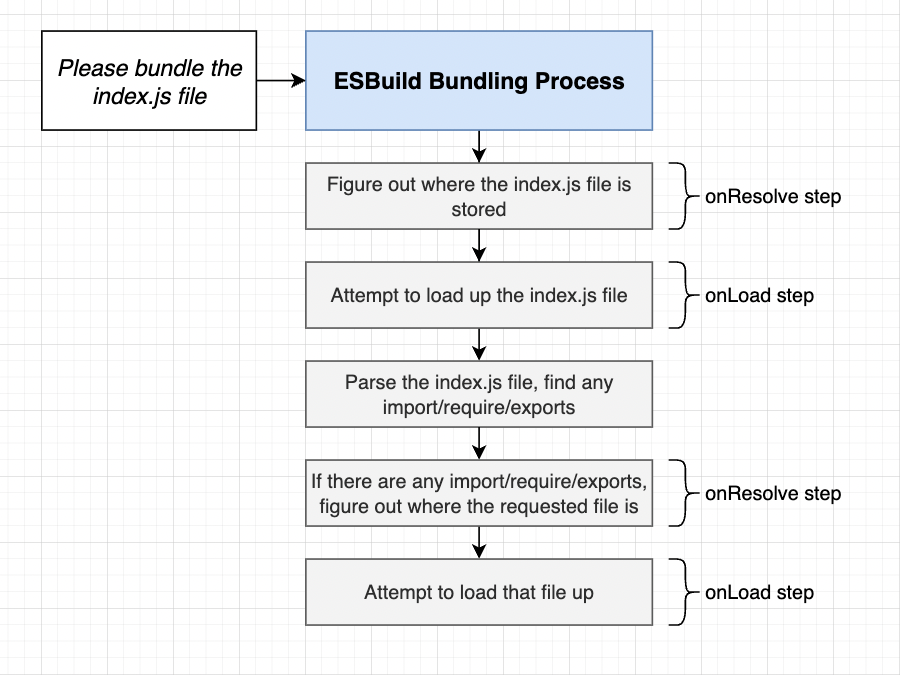 Please bundle the
index.js file
ESBuild Bundling Process
Figure out where the index.js file is
stored
onResolve step
Attempt to load up the index.js file
onLoad step
Parse the index.js file, find any
import/require/exports
If there are any import/require/exports,
figure out where the requested file is
onResolve step
Attempt to load that file up
onLoad step